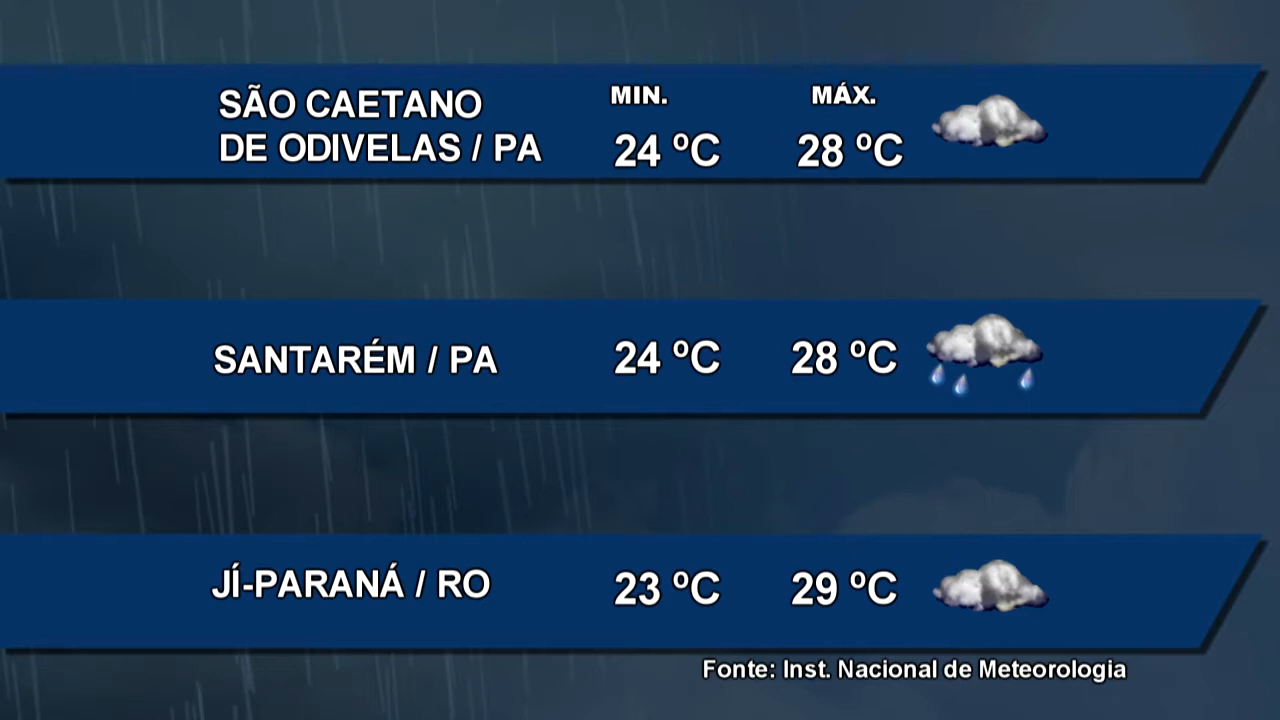 SÃO CAETANO
DE ODIVELAS / PA
MIN.
MÁX.
24 ºC
28 ºC
SANTARÉM / PA
24 ºC
28 ºC
JÍ-PARANÁ / RO
23 ºC
29 ºC
Fonte: Inst. Nacional de Meteorologia